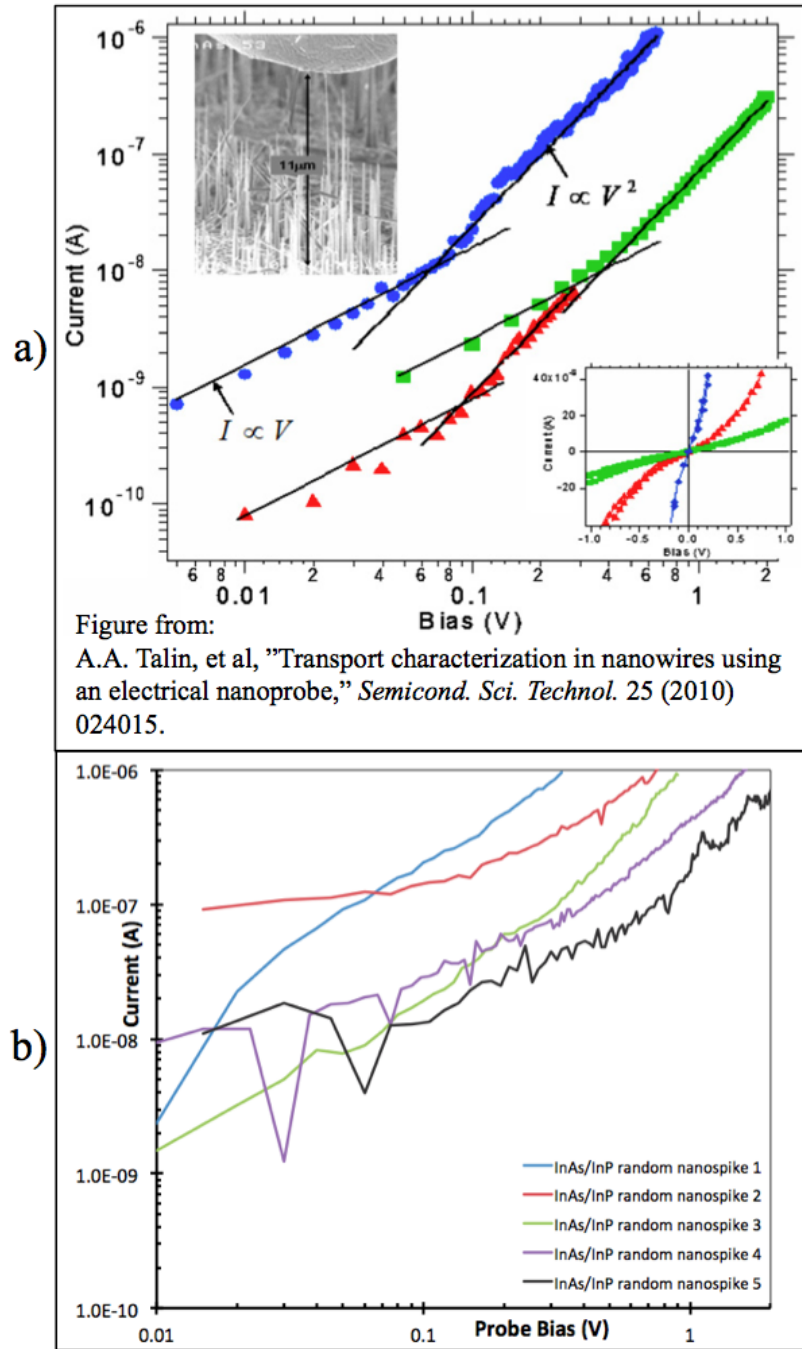 a)
10⁻⁶
10⁻⁷
10⁻⁸
10⁻⁹
10⁻¹⁰
Current (A)
11μm
I ∝ V²
I ∝ V
Current(A)
20
0
-20
-1.0 -0.5 0.0 0.5 1.0
Bias (V)
6 8 2 4 6 8 2 4 6 8 2
0.01 0.1 1
Bias (V)
Figure from:
A.A. Talin, et al, ”Transport characterization in nanowires using
an electrical nanoprobe,” Semicond. Sci. Technol. 25 (2010)
024015.
b)
1.0E-06
1.0E-07
1.0E-08
1.0E-09
1.0E-10
Current (A)
InAs/InP random nanospike 1
InAs/InP random nanospike 2
InAs/InP random nanospike 3
InAs/InP random nanospike 4
InAs/InP random nanospike 5
0.01 0.1 1
Probe Bias (V)